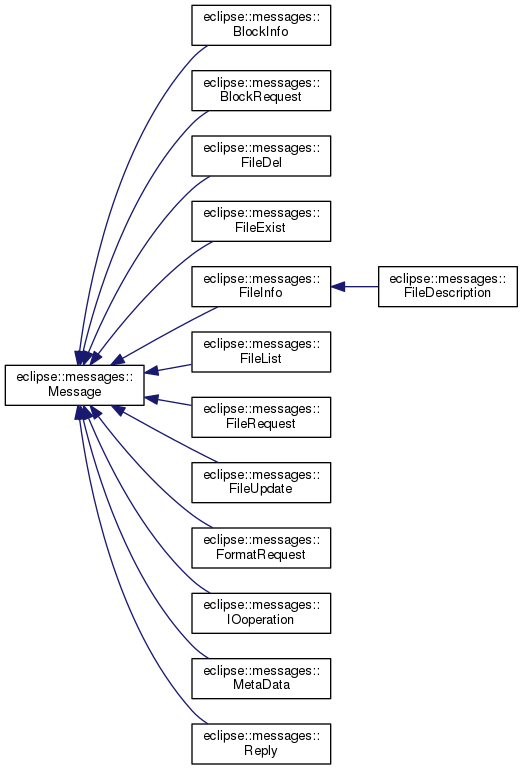 eclipse::messages::
BlockInfo
eclipse::messages::
BlockRequest
eclipse::messages::
FileDel
eclipse::messages::
FileExist
eclipse::messages::
FileInfo
eclipse::messages::
FileDescription
eclipse::messages::
FileList
eclipse::messages::
Message
eclipse::messages::
FileRequest
eclipse::messages::
FileUpdate
eclipse::messages::
FormatRequest
eclipse::messages::
IOoperation
eclipse::messages::
MetaData
eclipse::messages::
Reply